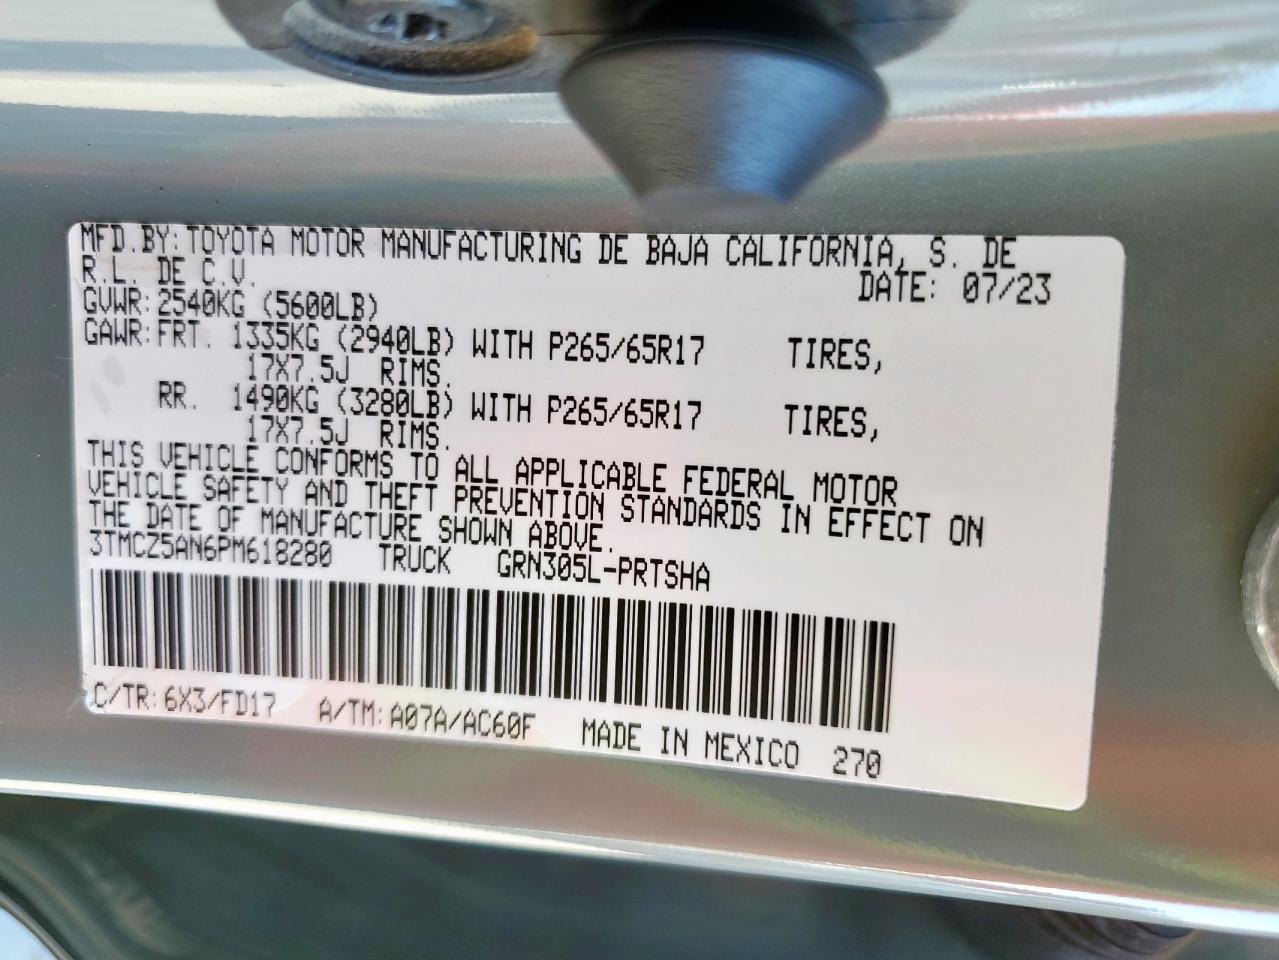 MFD.BY:TOYOTA MOTOR MANUFACTURING DE BAJA CALIFORNIA, S. DE
R.L. DE C.V. DATE: 07/23
GVWR:2540KG (5600LB)
GAWR:FRT. 1335KG (2940LB) WITH P265/65R17 TIRES,
17X7.5J RIMS.
RR. 1490KG (3280LB) WITH P265/65R17 TIRES,
17X7.5J RIMS.
THIS VEHICLE CONFORMS TO ALL APPLICABLE FEDERAL MOTOR
VEHICLE SAFETY AND THEFT PREVENTION STANDARDS IN EFFECT ON
THE DATE OF MANUFACTURE SHOWN ABOVE.
3TMCZ5AN6PM618280 TRUCK GRN305L-PRTSHA
C/TR:6X3/FD17 A/TM:A07A/AC60F MADE IN MEXICO 270